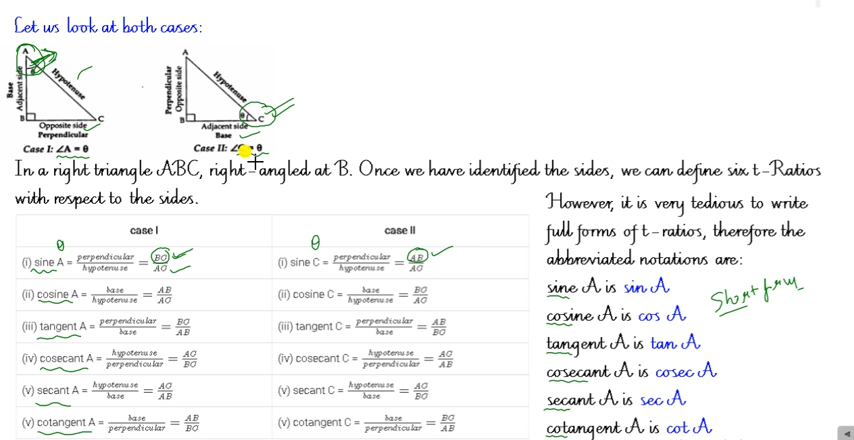 Let us look at both cases:
A
θ
Base
Adjacent side
Hypotenuse
B
C
Opposite side
Perpendicular
Case I: ∠A = θ
A
Perpendicular
Opposite side
Hypotenuse
θ
B
C
Adjacent side
Base
Case II: ∠ = θ
In a right triangle ABC, right-angled at B. Once we have identified the sides, we can define six t-Ratios
with respect to the sides.
case I
case II
θ
θ
(i) sine A = perpendicular/hypotenuse = BC/AC
(i) sine C = perpendicular/hypotenuse = AB/AC
(ii) cosine A = base/hypotenuse = AB/AC
(ii) cosine C = base/hypotenuse = BC/AC
(iii) tangent A = perpendicular/base = BC/AB
(iii) tangent C = perpendicular/base = AB/BC
(iv) cosecant A = hypotenuse/perpendicular = AC/BC
(iv) cosecant C = hypotenuse/perpendicular = AC/AB
(v) secant A = hypotenuse/base = AC/AB
(v) secant C = hypotenuse/base = AC/BC
(v) cotangent A = base/perpendicular = AB/BC
(v) cotangent C = base/perpendicular = BC/AB
However, it is very tedious to write
full forms of t-ratios, therefore the
abbreviated notations are:
sine A is sin A
cosine A is cos A
tangent A is tan A
cosecant A is cosec A
secant A is sec A
cotangent A is cot A
Short form